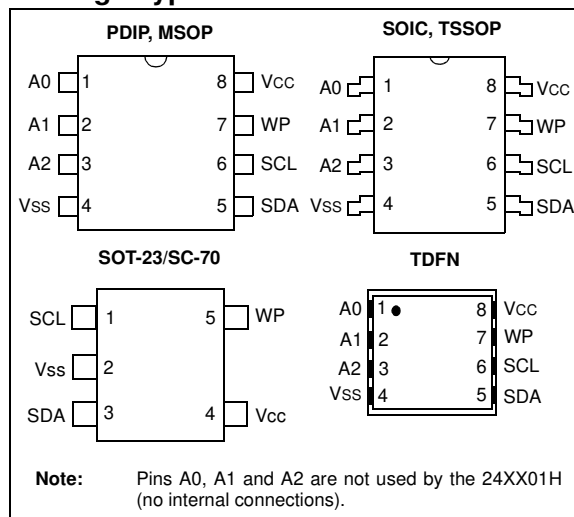 PDIP, MSOP
A0 1 8 VCC
A1 2 7 WP
A2 3 6 SCL
VSS 4 5 SDA
SOIC, TSSOP
A0 1 8 VCC
A1 2 7 WP
A2 3 6 SCL
VSS 4 5 SDA
SOT-23/SC-70
SCL 1 5 WP
Vss 2
SDA 3 4 Vcc
TDFN
A0 1 8 VCC
A1 2 7 WP
A2 3 6 SCL
VSS 4 5 SDA
Note: Pins A0, A1 and A2 are not used by the 24XX01H
(no internal connections).